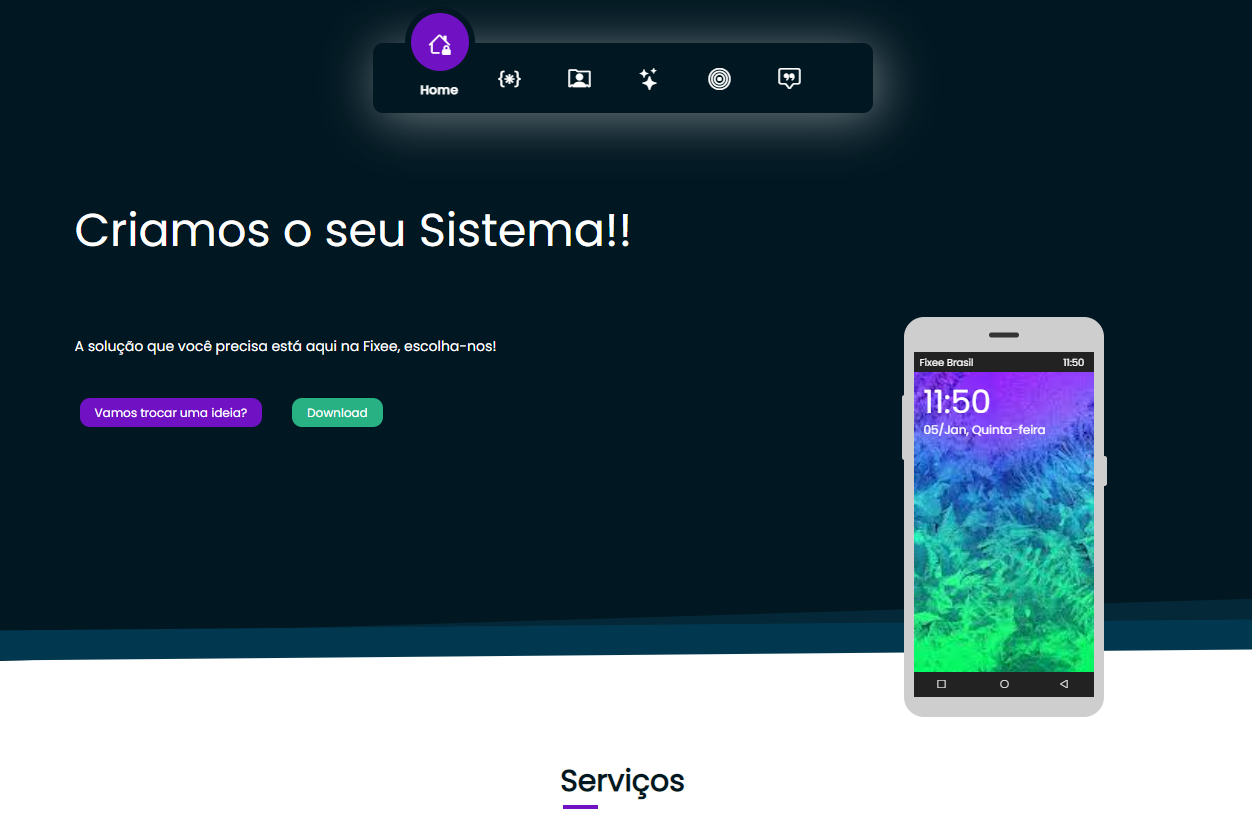 Home
Criamos o seu Sistema!!
A solução que você precisa está aqui na Fixee, escolha-nos!
Vamos trocar uma ideia? Download
Fixee Brasil 11:50
11:50
05/Jan, Quinta-feira
Serviços